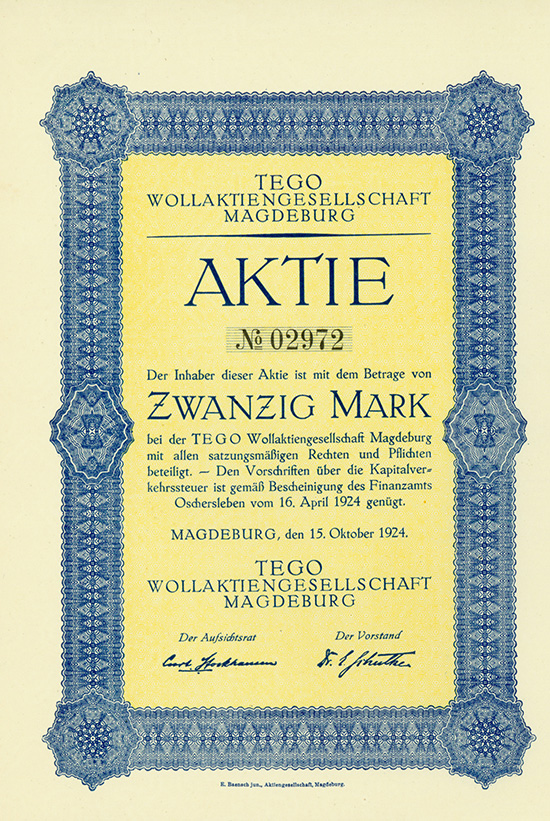 TEGO
WOLLAKTIENGESELLSCHAFT
MAGDEBURG
AKTIE
No 02972
Der Inhaber dieser Aktie ist mit dem Betrage von
ZWANZIG MARK
bei der TEGO Wollaktiengesellschaft Magdeburg
mit allen satzungsmäßigen Rechten und Pflichten
beteiligt. — Den Vorschriften über die Kapitalver-
kehrssteuer ist gemäß Bescheinigung des Finanzamts
Oschersleben vom 16. April 1924 genügt.
MAGDEBURG, den 15. Oktober 1924.
TEGO
WOLLAKTIENGESELLSCHAFT
MAGDEBURG
Der Aufsichtsrat Der Vorstand
Dr. E.
E. Baensch jun., Aktiengesellschaft, Magdeburg.